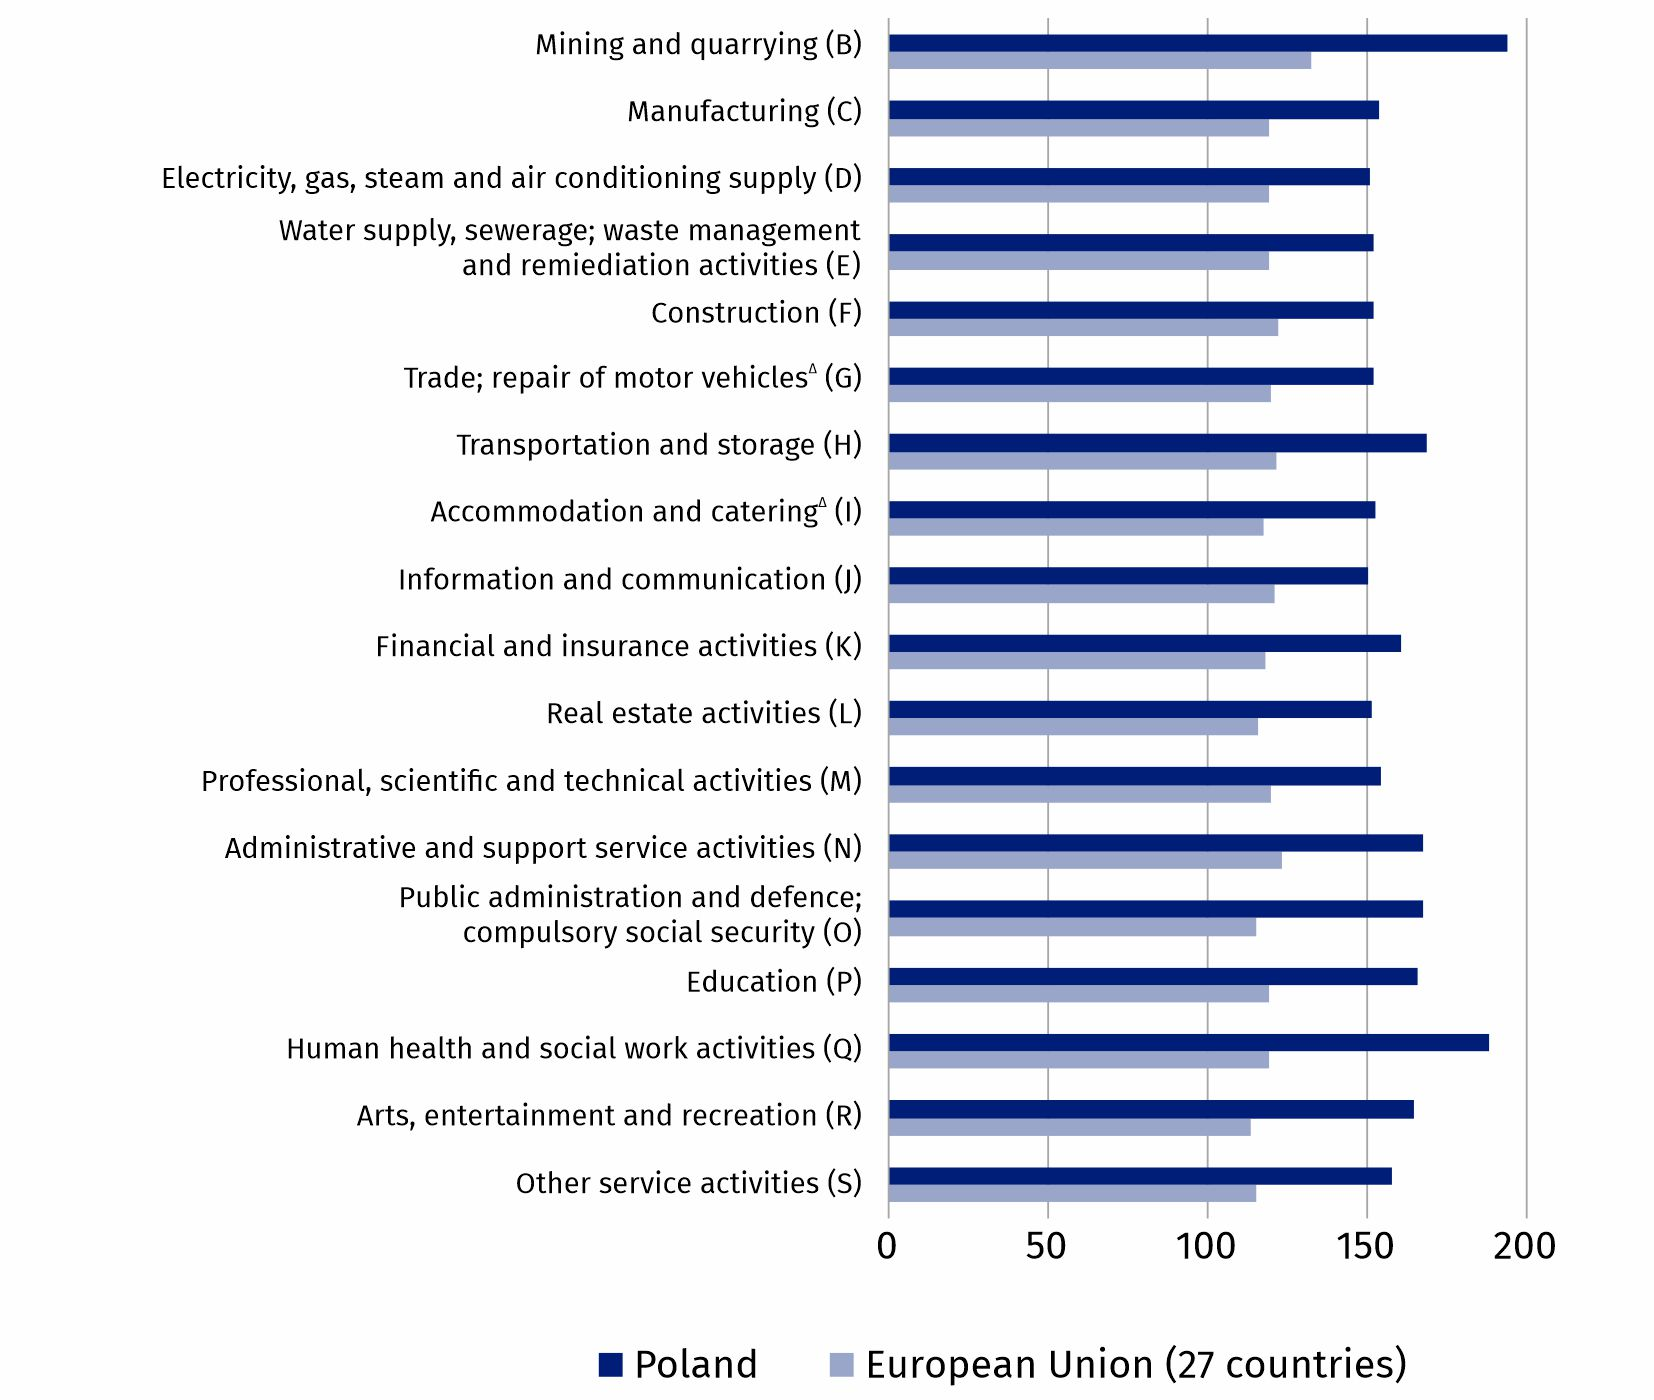 Mining and quarrying (B)
Manufacturing (C)
Electricity, gas, steam and air conditioning supply (D)
Water supply, sewerage; waste management
and remiediation activities (E)
Construction (F)
Trade; repair of motor vehiclesᐞ (G)
Transportation and storage (H)
Accommodation and cateringᐞ (I)
Information and communication (J)
Financial and insurance activities (K)
Real estate activities (L)
Professional, scientific and technical activities (M)
Administrative and support service activities (N)
Public administration and defence;
compulsory social security (O)
Education (P)
Human health and social work activities (Q)
Arts, entertainment and recreation (R)
Other service activities (S)
0 50 100 150 200
Poland European Union (27 countries)